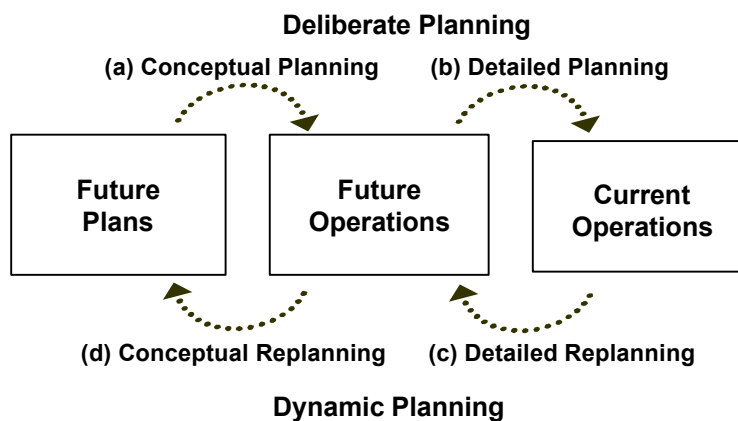 Deliberate Planning
(a) Conceptual Planning
(b) Detailed Planning
Future
Plans
Future
Operations
Current
Operations
(d) Conceptual Replanning
(c) Detailed Replanning
Dynamic Planning